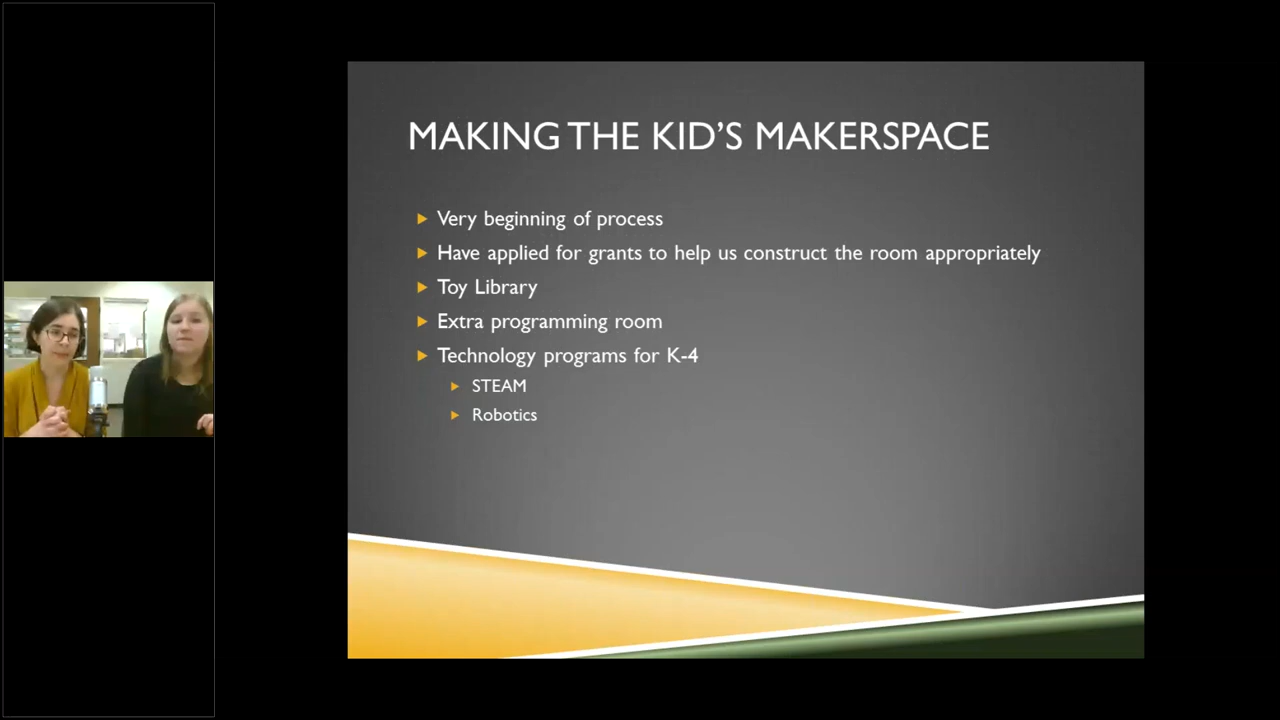 MAKING THE KID’S MAKERSPACE
Very beginning of process
Have applied for grants to help us construct the room appropriately
Toy Library
Extra programming room
Technology programs for K-4
STEAM
Robotics